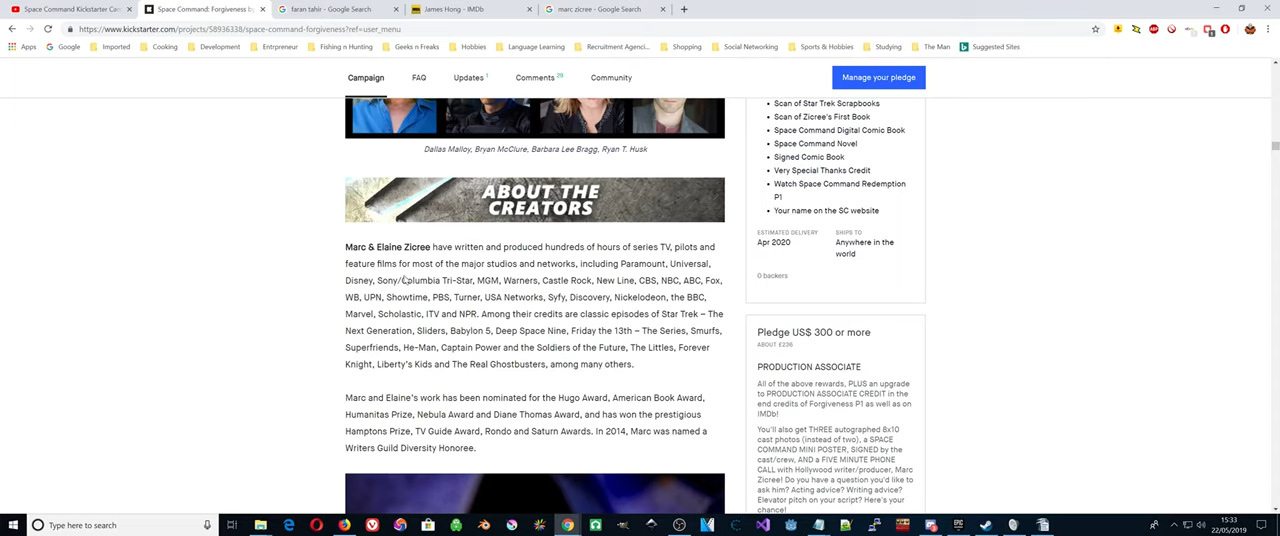 Space Command Kickstarter Can
Space Command: Forgiveness b
faran tahir - Google Search
James Hong - IMDb
marc zicree - Google Search
https://www.kickstarter.com/projects/58936338/space-command-forgiveness?ref=user_menu
Apps Google Imported Cooking Development Entrpreneur Fishing n Hunting Geeks n Freaks Hobbies Language Learning Recruitment Agenci... Shopping Social Networking Sports & Hobbies Studying The Man Suggested Sites
Campaign FAQ Updates 1 Comments 29 Community Manage your pledge
Dallas Malloy, Bryan McClure, Barbara Lee Bragg, Ryan T. Husk
ABOUT THE
CREATORS
Marc & Elaine Zicree have written and produced hundreds of hours of series TV, pilots and
feature films for most of the major studios and networks, including Paramount, Universal,
Disney, Sony/Columbia Tri-Star, MGM, Warners, Castle Rock, New Line, CBS, NBC, ABC, Fox,
WB, UPN, Showtime, PBS, Turner, USA Networks, Syfy, Discovery, Nickelodeon, the BBC,
Marvel, Scholastic, ITV and NPR. Among their credits are classic episodes of Star Trek – The
Next Generation, Sliders, Babylon 5, Deep Space Nine, Friday the 13th – The Series, Smurfs,
Superfriends, He-Man, Captain Power and the Soldiers of the Future, The Littles, Forever
Knight, Liberty's Kids and The Real Ghostbusters, among many others.
Marc and Elaine's work has been nominated for the Hugo Award, American Book Award,
Humanitas Prize, Nebula Award and Diane Thomas Award, and has won the prestigious
Hamptons Prize, TV Guide Award, Rondo and Saturn Awards. In 2014, Marc was named a
Writers Guild Diversity Honoree.
Scan of Star Trek Scrapbooks
Scan of Zicree's First Book
Space Command Digital Comic Book
Space Command Novel
Signed Comic Book
Very Special Thanks Credit
Watch Space Command Redemption
P1
Your name on the SC website
ESTIMATED DELIVERY SHIPS TO
Apr 2020 Anywhere in the
world
0 backers
Pledge US$ 300 or more
ABOUT £236
PRODUCTION ASSOCIATE
All of the above rewards, PLUS an upgrade
to PRODUCTION ASSOCIATE CREDIT in the
end credits of Forgiveness P1 as well as on
IMDb!
You'll also get THREE autographed 8x10
cast photos (instead of two), a SPACE
COMMAND MINI POSTER, SIGNED by the
cast/crew, AND a FIVE MINUTE PHONE
CALL with Hollywood writer/producer, Marc
Zicree! Do you have a question you'd like to
ask him? Acting advice? Writing advice?
Elevator pitch on your script? Here's your
chance!
Type here to search
15:33
22/05/2019